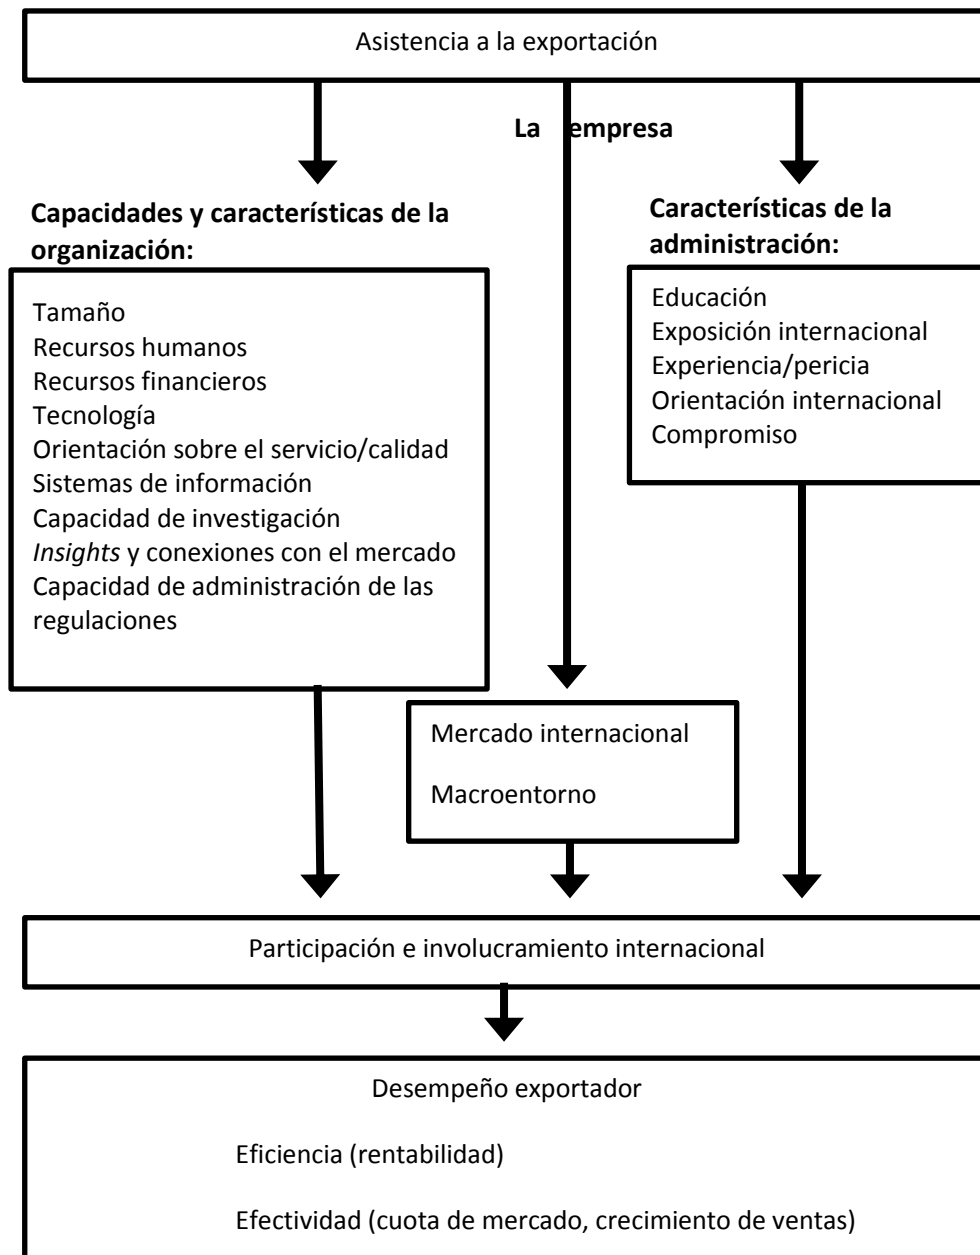 Asistencia a la exportación
La empresa
Capacidades y características de la
organización:
Tamaño
Recursos humanos
Recursos financieros
Tecnología
Orientación sobre el servicio/calidad
Sistemas de información
Capacidad de investigación
Insights y conexiones con el mercado
Capacidad de administración de las
regulaciones
Características de la
administración:
Educación
Exposición internacional
Experiencia/pericia
Orientación internacional
Compromiso
Mercado internacional
Macroentorno
Participación e involucramiento internacional
Desempeño exportador
Eficiencia (rentabilidad)
Efectividad (cuota de mercado, crecimiento de ventas)